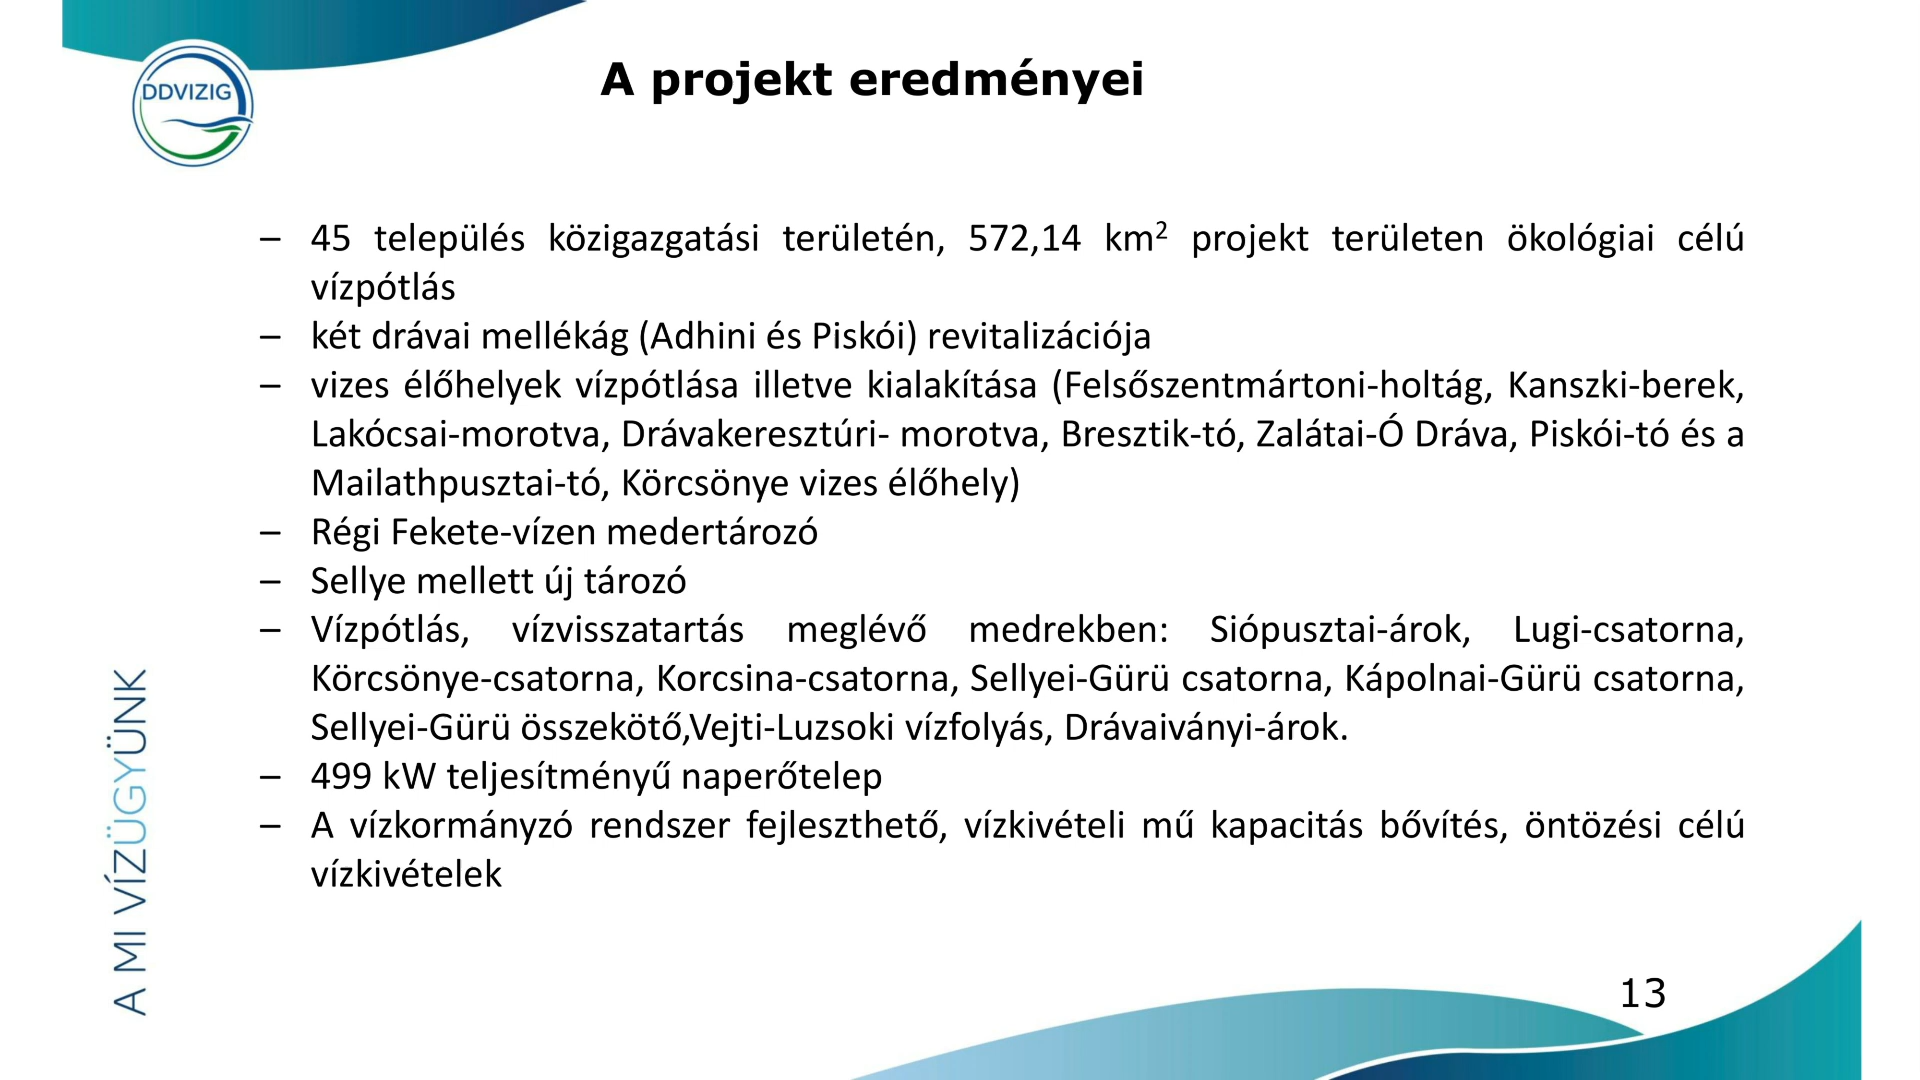 DDVIZIG
A projekt eredményei
– 45 település közigazgatási területén, 572,14 km² projekt területen ökológiai célú
vízpótlás
– két drávai mellékág (Adhini és Piskói) revitalizációja
– vizes élőhelyek vízpótlása illetve kialakítása (Felsőszentmártoni-holtág, Kanszki-berek,
Lakócsai-morotva, Drávakeresztúri- morotva, Bresztik-tó, Zalátai-Ó Dráva, Piskói-tó és a
Mailathpusztai-tó, Körcsönye vizes élőhely)
– Régi Fekete-vízen medertározó
– Sellye mellett új tározó
– Vízpótlás, vízvisszatartás meglévő medrekben: Siópusztai-árok, Lugi-csatorna,
Körcsönye-csatorna, Korcsina-csatorna, Sellyei-Gürü csatorna, Kápolnai-Gürü csatorna,
Sellyei-Gürü összekötő,Vejti-Luzsoki vízfolyás, Drávaiványi-árok.
– 499 kW teljesítményű naperőtelep
– A vízkormányzó rendszer fejleszthető, vízkivételi mű kapacitás bővítés, öntözési célú
vízkivételek
A MI VÍZÜGYÜNK
13